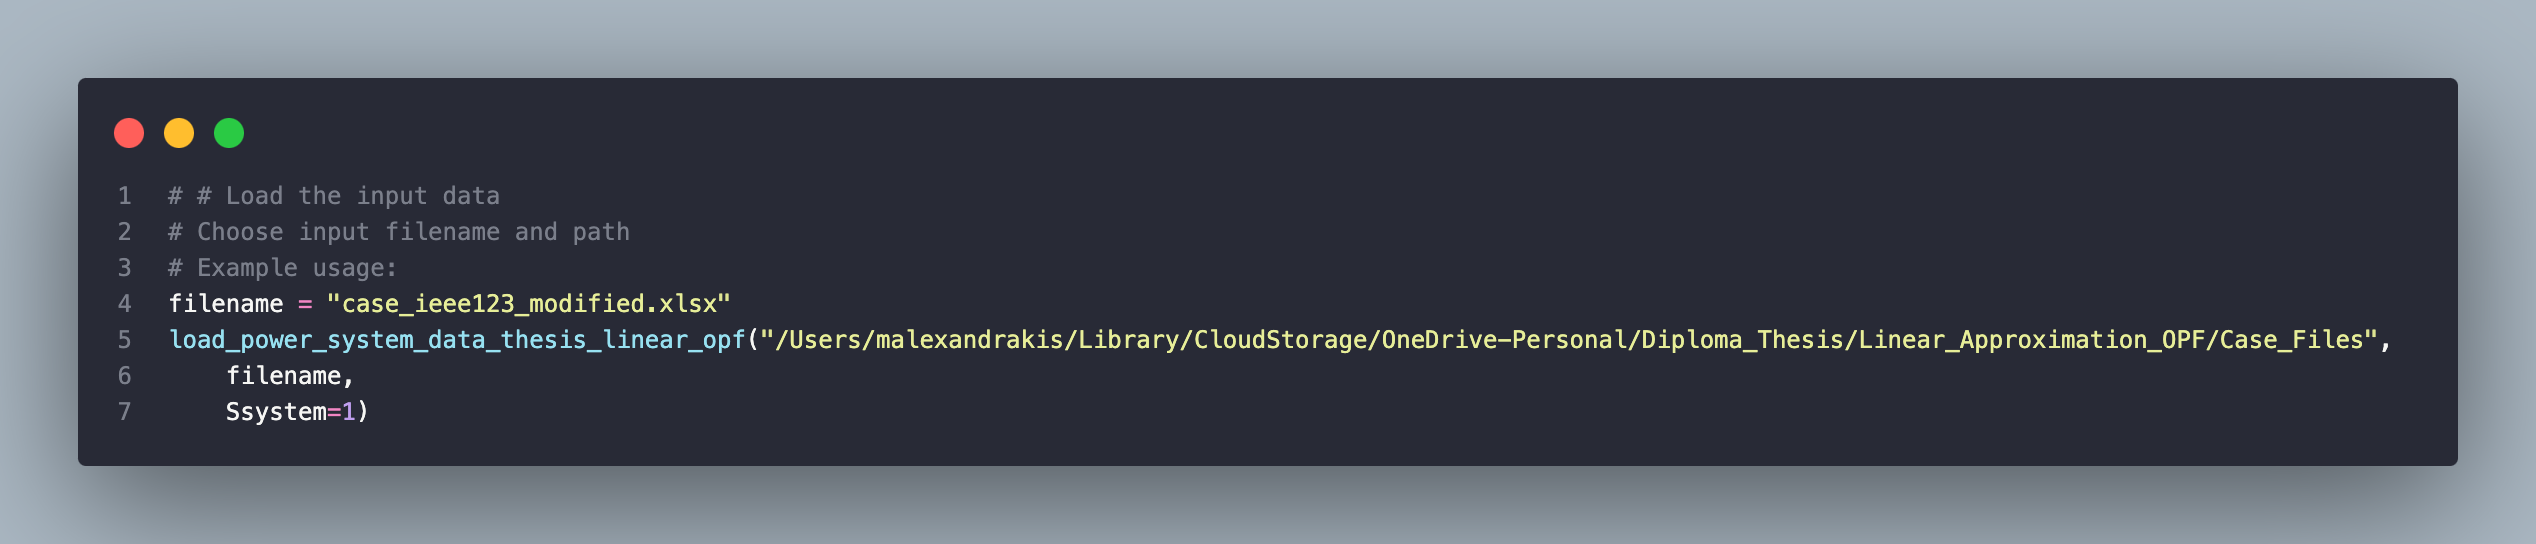 1 # # Load the input data
2 # Choose input filename and path
3 # Example usage:
4 filename = "case_ieee123_modified.xlsx"
5 load_power_system_data_thesis_linear_opf("/Users/malexandrakis/Library/CloudStorage/OneDrive-Personal/Diploma_Thesis/Linear_Approximation_OPF/Case_Files",
6     filename,
7     Ssystem=1)